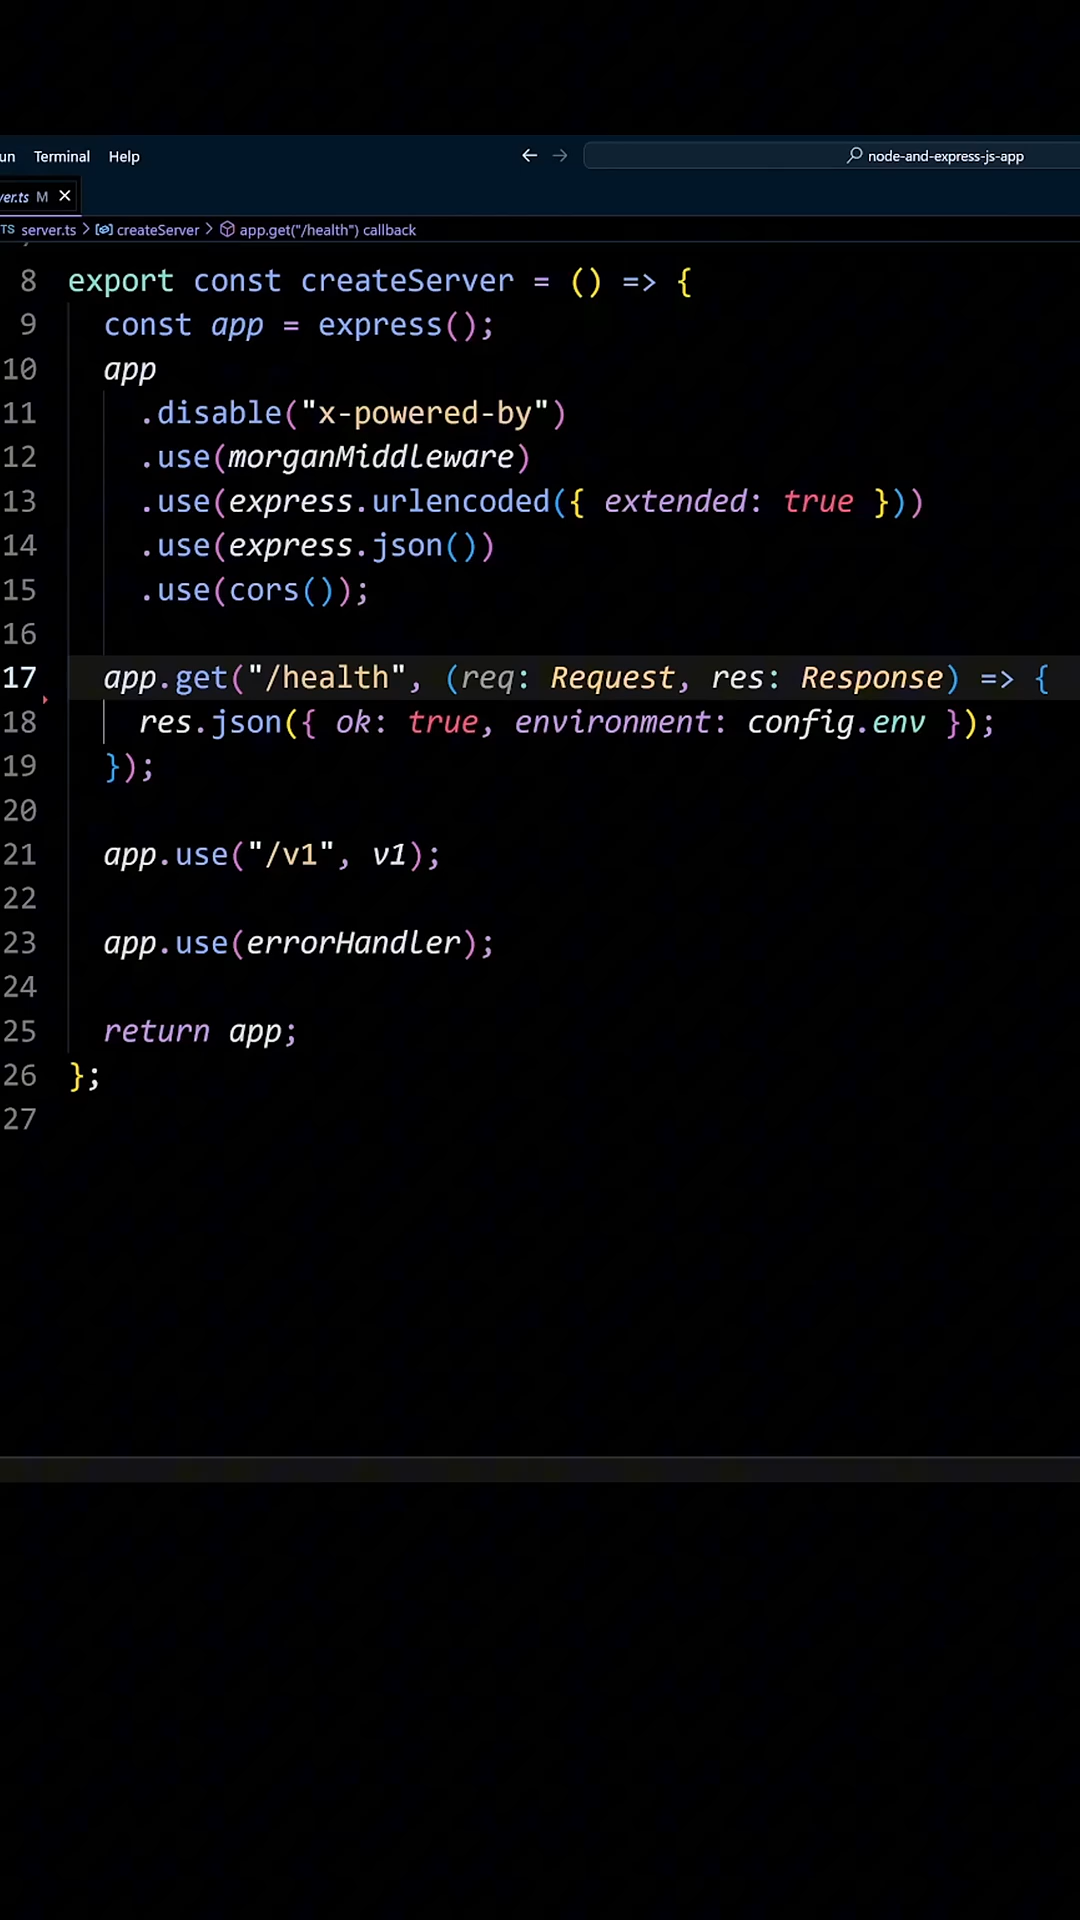 un Terminal Help node-and-express-js-app
ver.ts M
TS server.ts createServer app.get("/health") callback
8 export const createServer = () => {
9 const app = express();
10 app
11 .disable("x-powered-by")
12 .use(morganMiddleware)
13 .use(express.urlencoded({ extended: true }))
14 .use(express.json())
15 .use(cors());
16
17 app.get("/health", (req: Request, res: Response) => {
18 res.json({ ok: true, environment: config.env });
19 });
20
21 app.use("/v1", v1);
22
23 app.use(errorHandler);
24
25 return app;
26 };
27